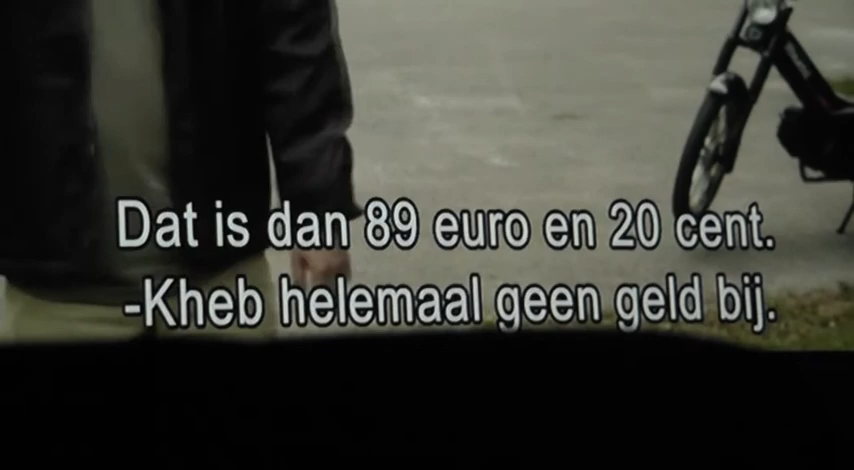 Dat is dan 89 euro en 20 cent.
-Kheb helemaal geen geld bij.